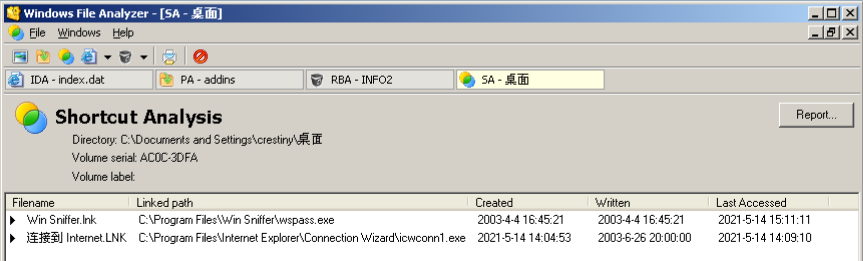 Windows File Analyzer - [SA - 桌面]
File Windows Help
IDA - index.dat PA - addins RBA - INFO2 SA - 桌面
Shortcut Analysis Report...
Directory: C:\Documents and Settings\crestiny\桌面
Volume serial: AC0C-3DFA
Volume label:
Filename Linked path Created Written Last Accessed
Win Sniffer.lnk C:\Program Files\Win Sniffer\wspass.exe 2003-4-4 16:45:21 2003-4-4 16:45:21 2021-5-14 15:11:11
连接到 Internet.LNK C:\Program Files\Internet Explorer\Connection Wizard\icwconn1.exe 2021-5-14 14:04:53 2003-6-26 20:00:00 2021-5-14 14:09:10